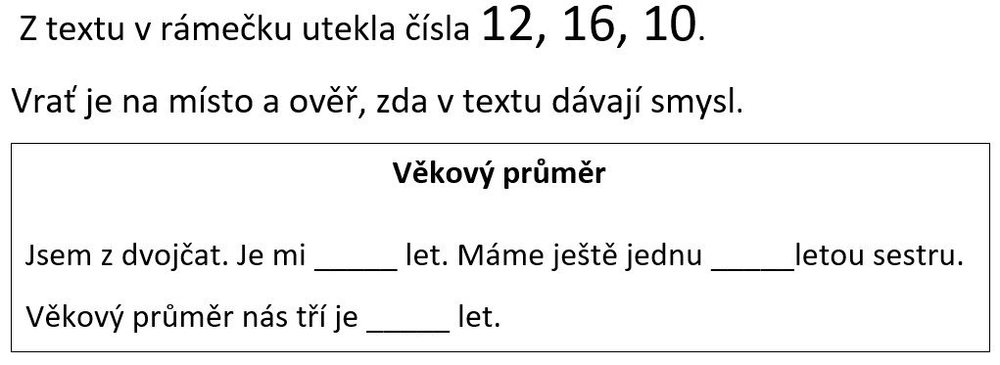 Z textu v rámečku utekla čísla 12, 16, 10.
Vrať je na místo a ověř, zda v textu dávají smysl.
Věkový průměr
Jsem z dvojčat. Je mi _____ let. Máme ještě jednu _____letou sestru.
Věkový průměr nás tří je _____ let.